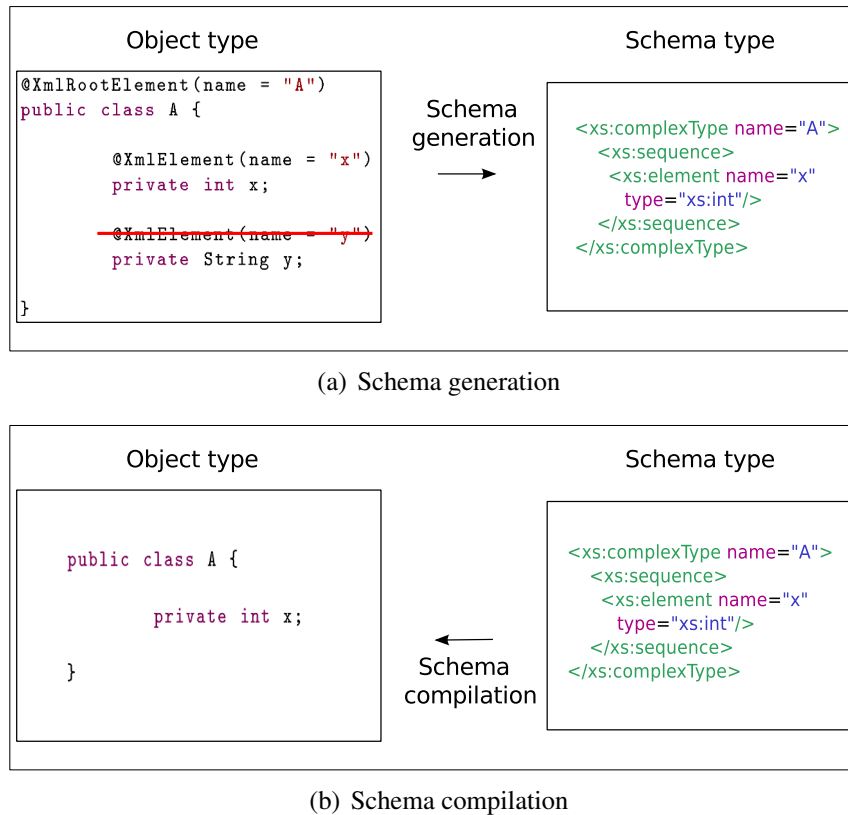 Object type
Schema type
@XmlRootElement(name = "A")
public class A {
@XmlElement(name = "x")
private int x;
@XmlElement(name = "y")
private String y;
}
Schema
generation
<xs:complexType name="A">
<xs:sequence>
<xs:element name="x"
type="xs:int"/>
</xs:sequence>
</xs:complexType>
(a) Schema generation
Object type
Schema type
public class A {
private int x;
}
Schema
compilation
<xs:complexType name="A">
<xs:sequence>
<xs:element name="x"
type="xs:int"/>
</xs:sequence>
</xs:complexType>
(b) Schema compilation